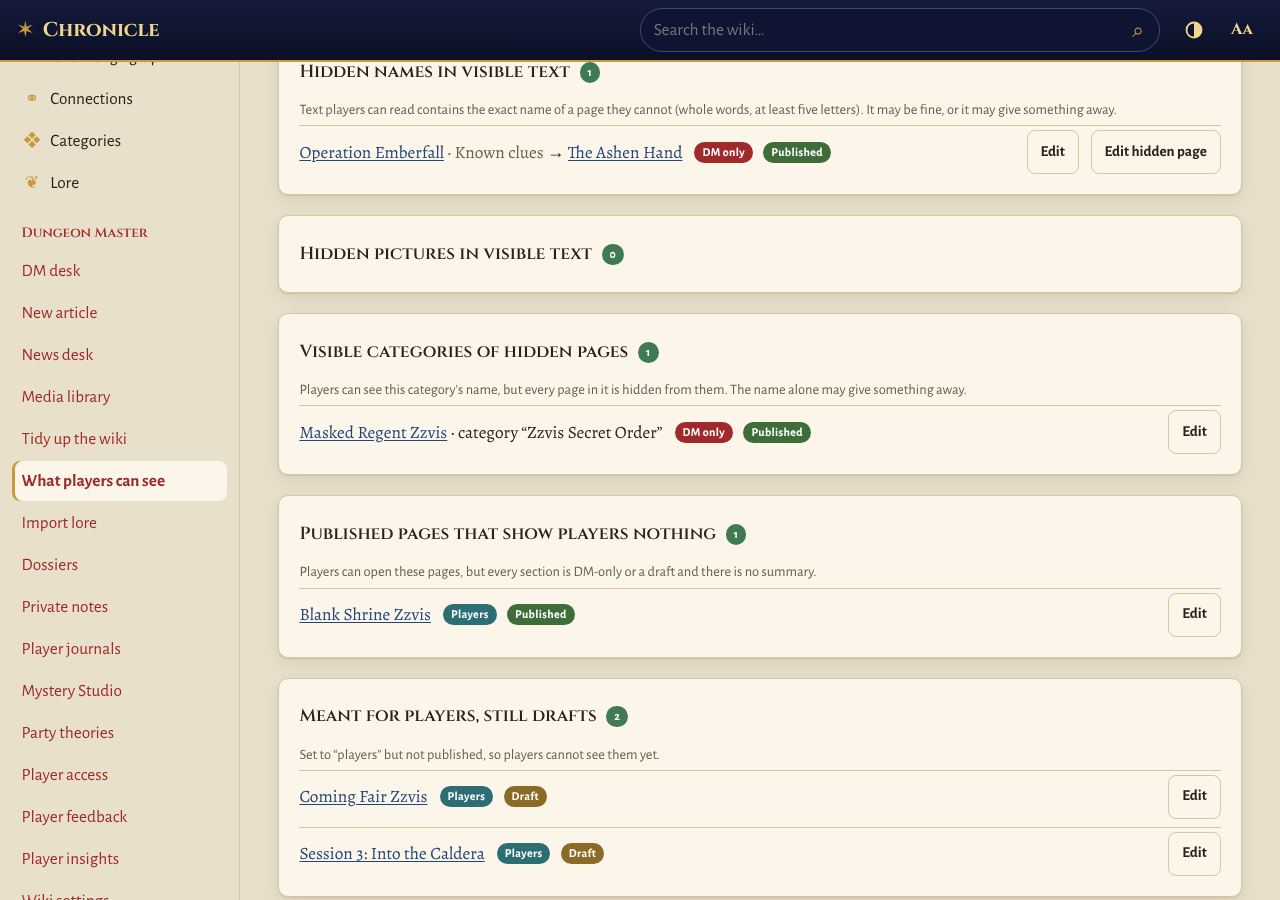 Chronicle
Search the wiki...
AA
Connections
Categories
Lore
Dungeon Master
DM desk
New article
News desk
Media library
Tidy up the wiki
What players can see
Import lore
Dossiers
Private notes
Player journals
Mystery Studio
Party theories
Player access
Player feedback
Player insights
Wiki settings
Hidden names in visible text 1
Text players can read contains the exact name of a page they cannot (whole words, at least five letters). It may be fine, or it may give something away.
Operation Emberfall · Known clues → The Ashen Hand DM only Published Edit Edit hidden page
Hidden pictures in visible text 0
Visible categories of hidden pages 1
Players can see this category's name, but every page in it is hidden from them. The name alone may give something away.
Masked Regent Zzvis · category “Zzvis Secret Order” DM only Published Edit
Published pages that show players nothing 1
Players can open these pages, but every section is DM-only or a draft and there is no summary.
Blank Shrine Zzvis Players Published Edit
Meant for players, still drafts 2
Set to “players” but not published, so players cannot see them yet.
Coming Fair Zzvis Players Draft Edit
Session 3: Into the Caldera Players Draft Edit